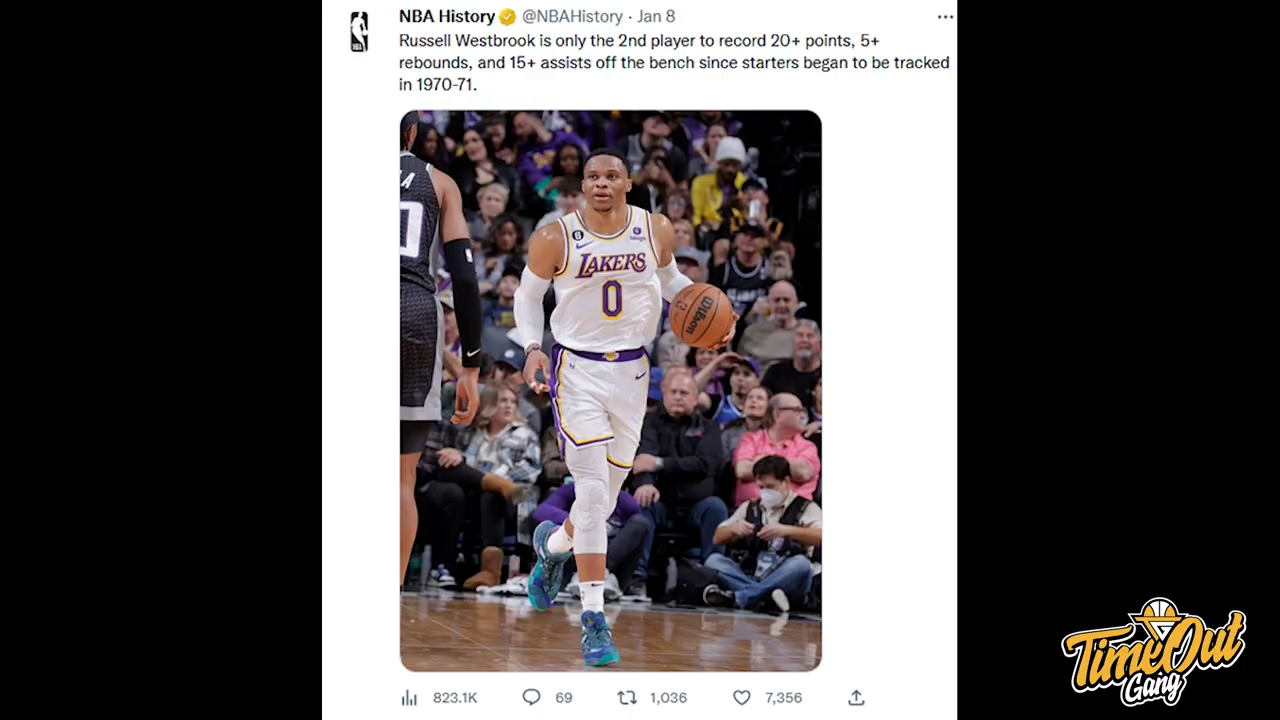 NBA History @NBAHistory · Jan 8
Russell Westbrook is only the 2nd player to record 20+ points, 5+
rebounds, and 15+ assists off the bench since starters began to be tracked
in 1970-71.
LAKERS
0
6
Wilson
A
0
823.1K
69
1,036
7,356
TimeOut
Gang